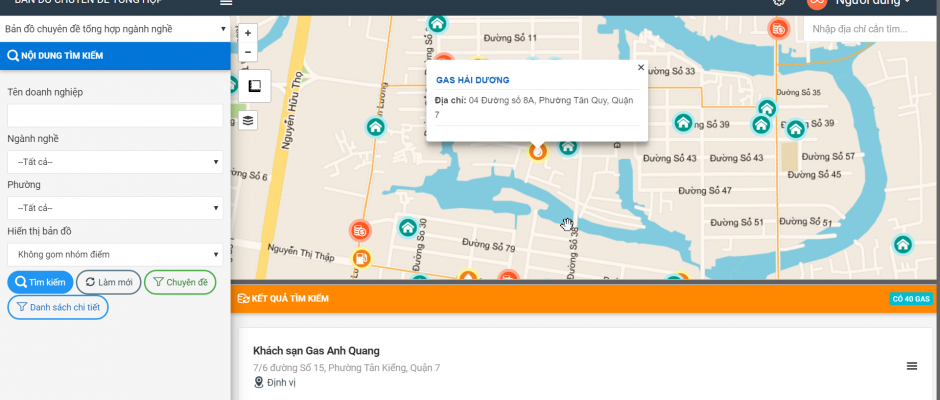 BẢN ĐỒ CHUYÊN ĐỀ TỔNG HỢP
Người dùng
Bản đồ chuyên đề tổng hợp ngành nghề
NỘI DUNG TÌM KIẾM
Tên doanh nghiệp
Ngành nghề
--Tất cả--
Phường
--Tất cả--
Hiển thị bản đồ
Không gom nhóm điểm
Tìm kiếm
Làm mới
Chuyên đề
Danh sách chi tiết
+
−
Nhập địa chỉ cần tìm...
Đường Số 11
Nguyễn Hữu Thọ
GAS HẢI DƯƠNG
×
Địa chỉ: 04 Đường số 8A, Phường Tân Quy, Quận
7
Đường Số 33
Đường Số 35
Đường Số 39
Đường Số 43
Đường Số 43
Đường Số 57
Đường Số 45
Đường Số 47
Đường Số 6
Đường Số 51
Đường Số 51
Đường Số 30
Đường Số 38
Đường Số 79
Nguyễn Thị Thập
KẾT QUẢ TÌM KIẾM
CÓ 40 GAS
Khách sạn Gas Anh Quang
7/6 đường Số 15, Phường Tân Kiểng, Quận 7
Định vị